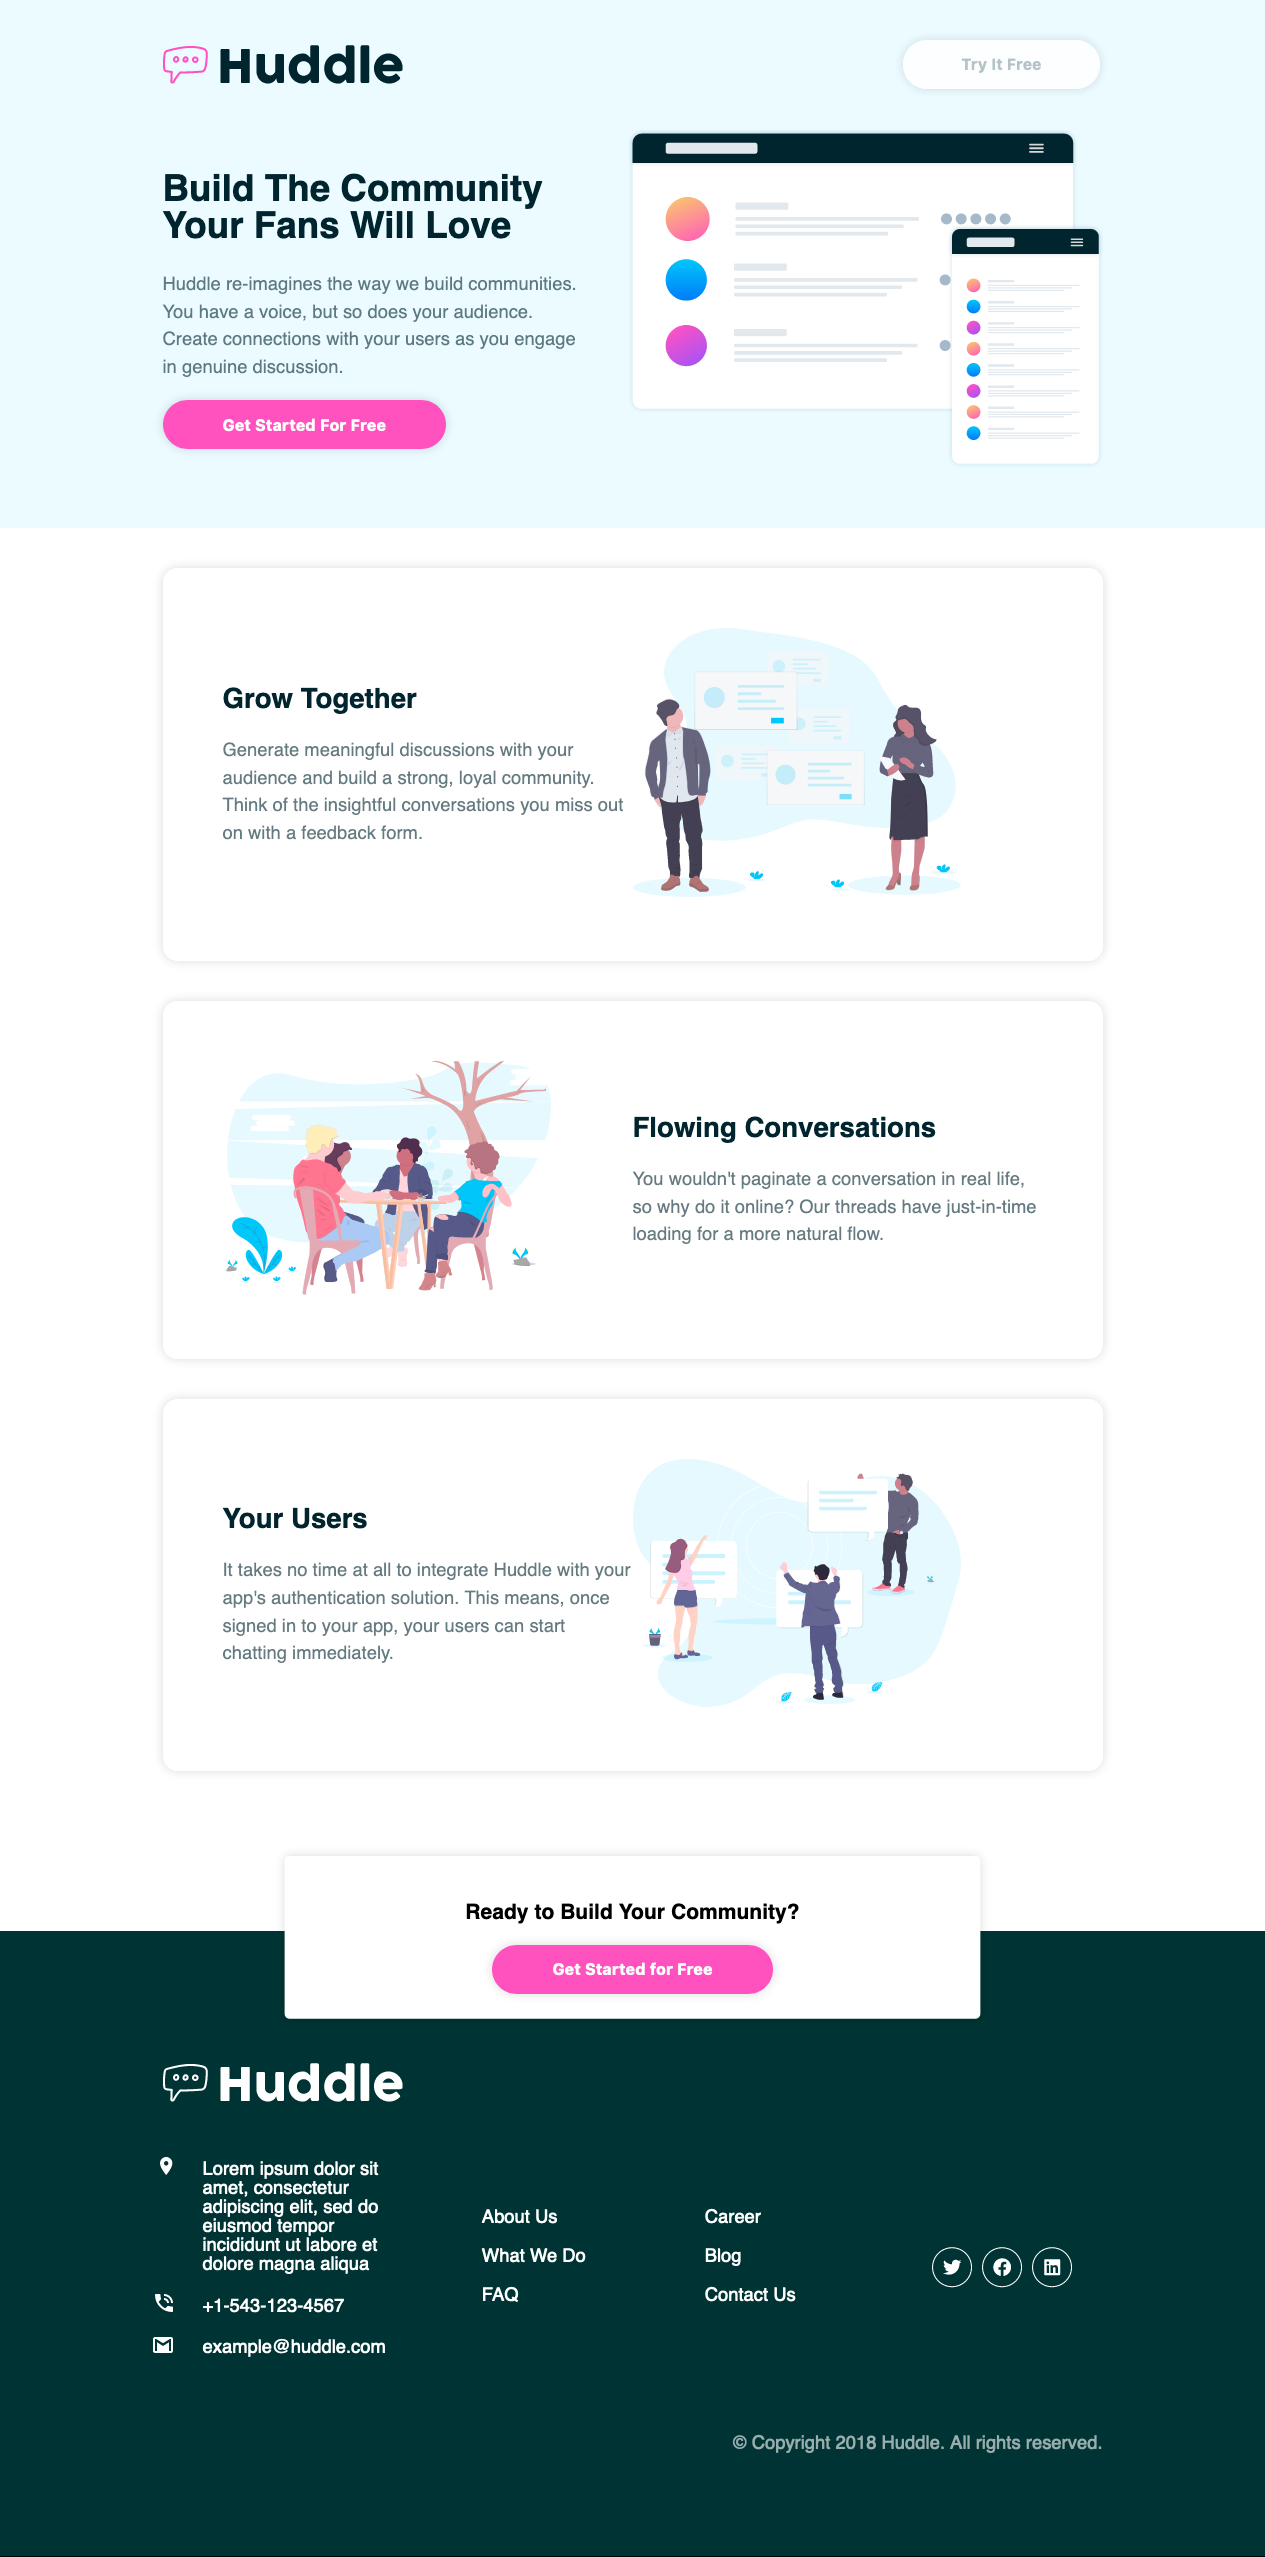 Huddle
Try It Free
Build The Community
Your Fans Will Love
Huddle re-imagines the way we build communities.
You have a voice, but so does your audience.
Create connections with your users as you engage
in genuine discussion.
Get Started For Free
Grow Together
Generate meaningful discussions with your
audience and build a strong, loyal community.
Think of the insightful conversations you miss out
on with a feedback form.
Flowing Conversations
You wouldn't paginate a conversation in real life,
so why do it online? Our threads have just-in-time
loading for a more natural flow.
Your Users
It takes no time at all to integrate Huddle with your
app's authentication solution. This means, once
signed in to your app, your users can start
chatting immediately.
Ready to Build Your Community?
Get Started for Free
Huddle
Lorem ipsum dolor sit
amet, consectetur
adipiscing elit, sed do
eiusmod tempor
incididunt ut labore et
dolore magna aliqua
+1-543-123-4567
example@huddle.com
About Us
What We Do
FAQ
Career
Blog
Contact Us
© Copyright 2018 Huddle. All rights reserved.